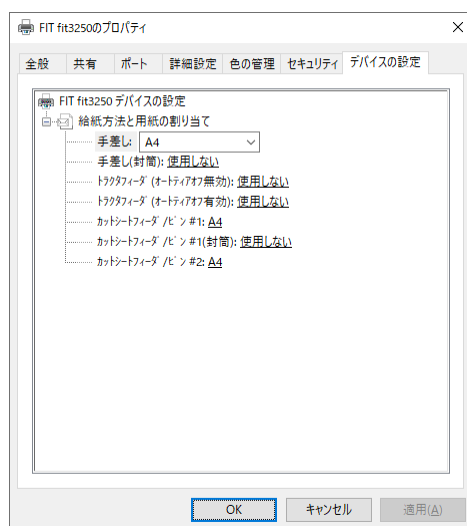 FIT fit3250のプロパティ
全般 共有 ポート 詳細設定 色の管理 セキュリティ デバイスの設定
FIT fit3250 デバイスの設定
給紙方法と用紙の割り当て
手差し: A4
手差し(封筒): 使用しない
ﾄﾗｸﾀﾌｨｰﾀﾞ (ｵｰﾄﾃｨｱｵﾌ無効): 使用しない
ﾄﾗｸﾀﾌｨｰﾀﾞ (ｵｰﾄﾃｨｱｵﾌ有効): 使用しない
ｶｯﾄｼｰﾄﾌｨｰﾀﾞ/ﾋﾞﾝ #1: A4
ｶｯﾄｼｰﾄﾌｨｰﾀﾞ/ﾋﾞﾝ #1(封筒): 使用しない
ｶｯﾄｼｰﾄﾌｨｰﾀﾞ/ﾋﾞﾝ #2: A4
OK キャンセル 適用(A)